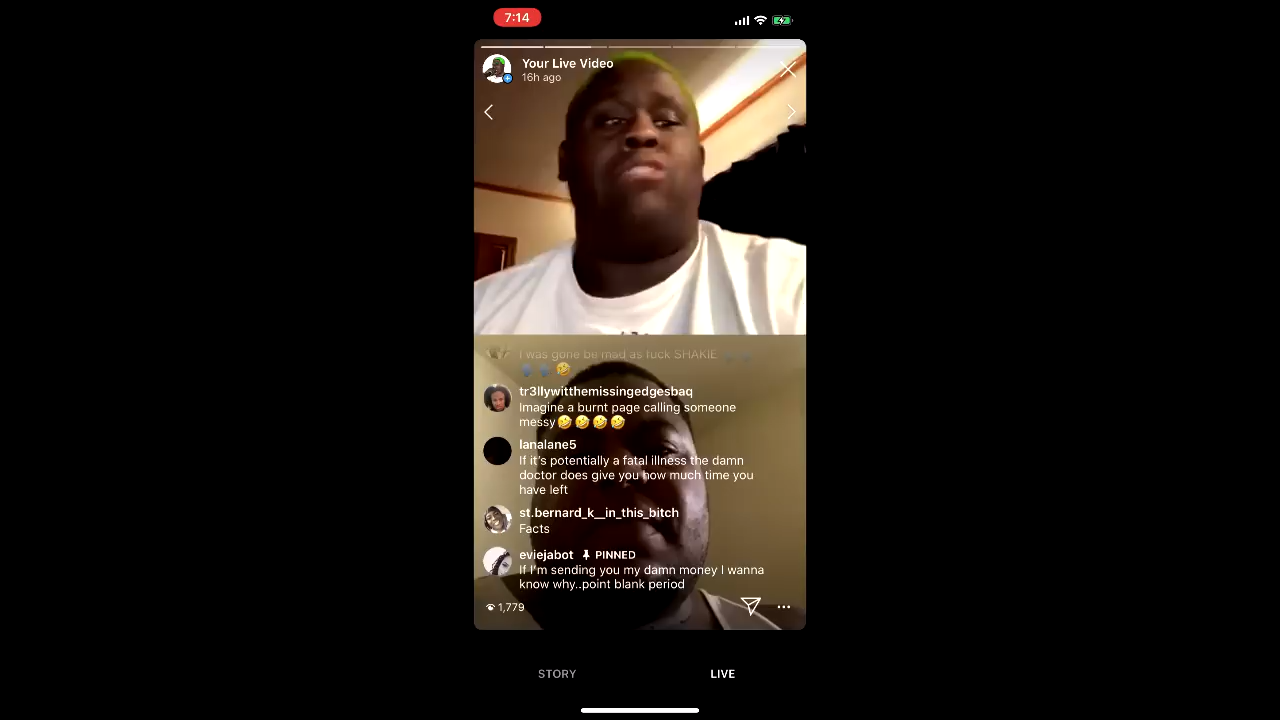 7:14
Your Live Video
16h ago
I was gone be mad as fuck SHAKIE
tr3llywitthemissingedgesbaq
Imagine a burnt page calling someone
messy🤣🤣🤣🤣
lanalane5
If it's potentially a fatal illness the damn
doctor does give you how much time you
have left
st.bernard_k__in_this_bitch
Facts
eviejabot PINNED
If I'm sending you my damn money I wanna
know why..point blank period
1,779
STORY
LIVE